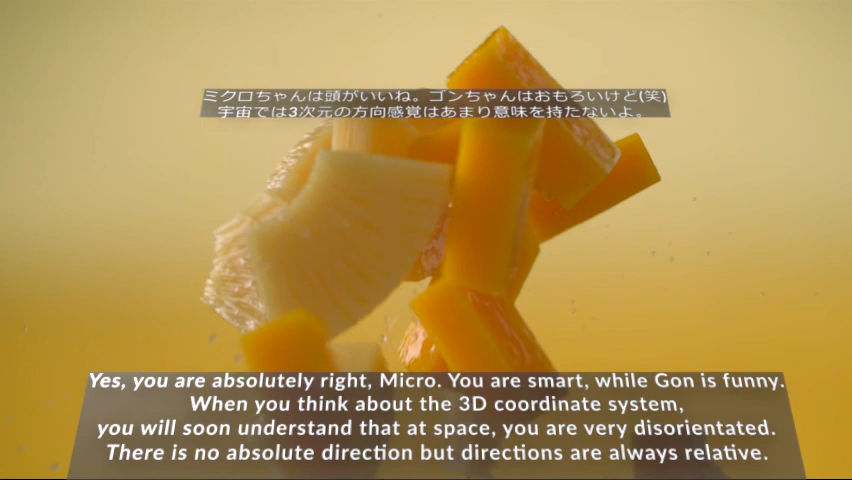 ミクロちゃんは頭がいいね。ゴンちゃんはおもろいけど(笑)
宇宙では3次元の方向感覚はあまり意味を持たないよ。
Yes, you are absolutely right, Micro. You are smart, while Gon is funny.
When you think about the 3D coordinate system,
you will soon understand that at space, you are very disorientated.
There is no absolute direction but directions are always relative.